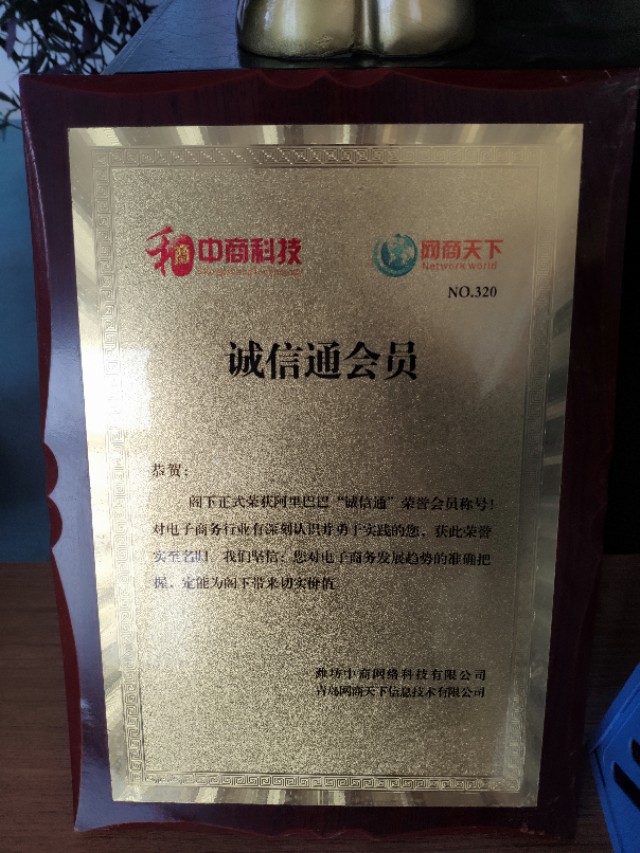 和商 中商科技
网商天下
Network world
NO.320
诚信通会员
恭贺：
阁下正式荣获阿里巴巴“诚信通”荣誉会员称号！
对电子商务行业有深刻认识并勇于实践的您，获此荣誉
实至名归。我们坚信：您对电子商务发展趋势的准确把
握，定能为阁下带来切实价值
潍坊中商网络科技有限公司
青岛网商天下信息技术有限公司